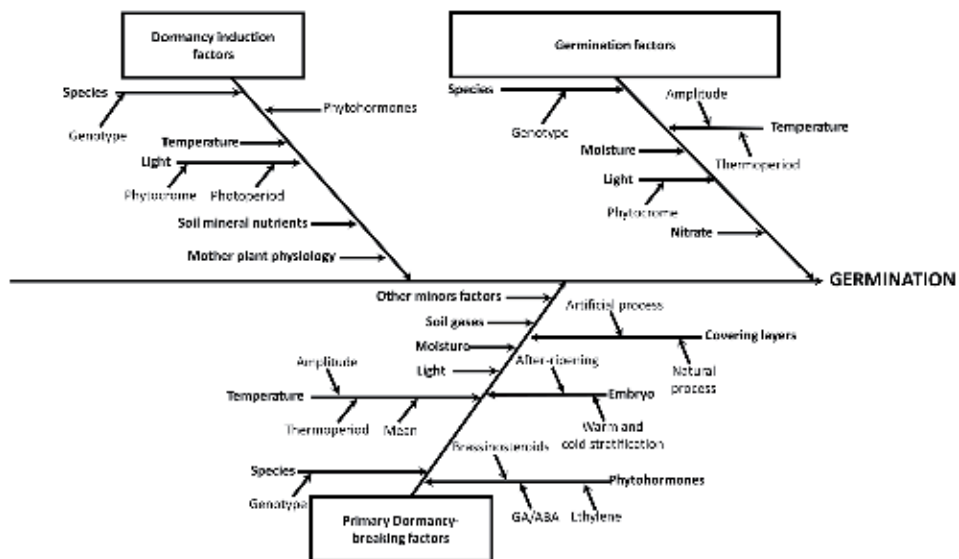 Dormancy induction
factors
Germination factors
Species
Phytohormones
Genotype
Temperature
Light
Phytocrome
Photoperiod
Soil mineral nutrients
Mother plant physiology
Species
Genotype
Amplitude
Temperature
Thermoperiod
Moisture
Light
Phytocrome
Nitrate
GERMINATION
Other minors factors
Soil gases
Moisture
Light
Artificial process
Covering layers
Natural
process
Amplitude
Temperature
Thermoperiod
Mean
After-ripening
Embryo
Warm and
cold stratification
Species
Genotype
Brassinosteroids
Phytohormones
GA/ABA
Ethylene
Primary Dormancy-
breaking factors